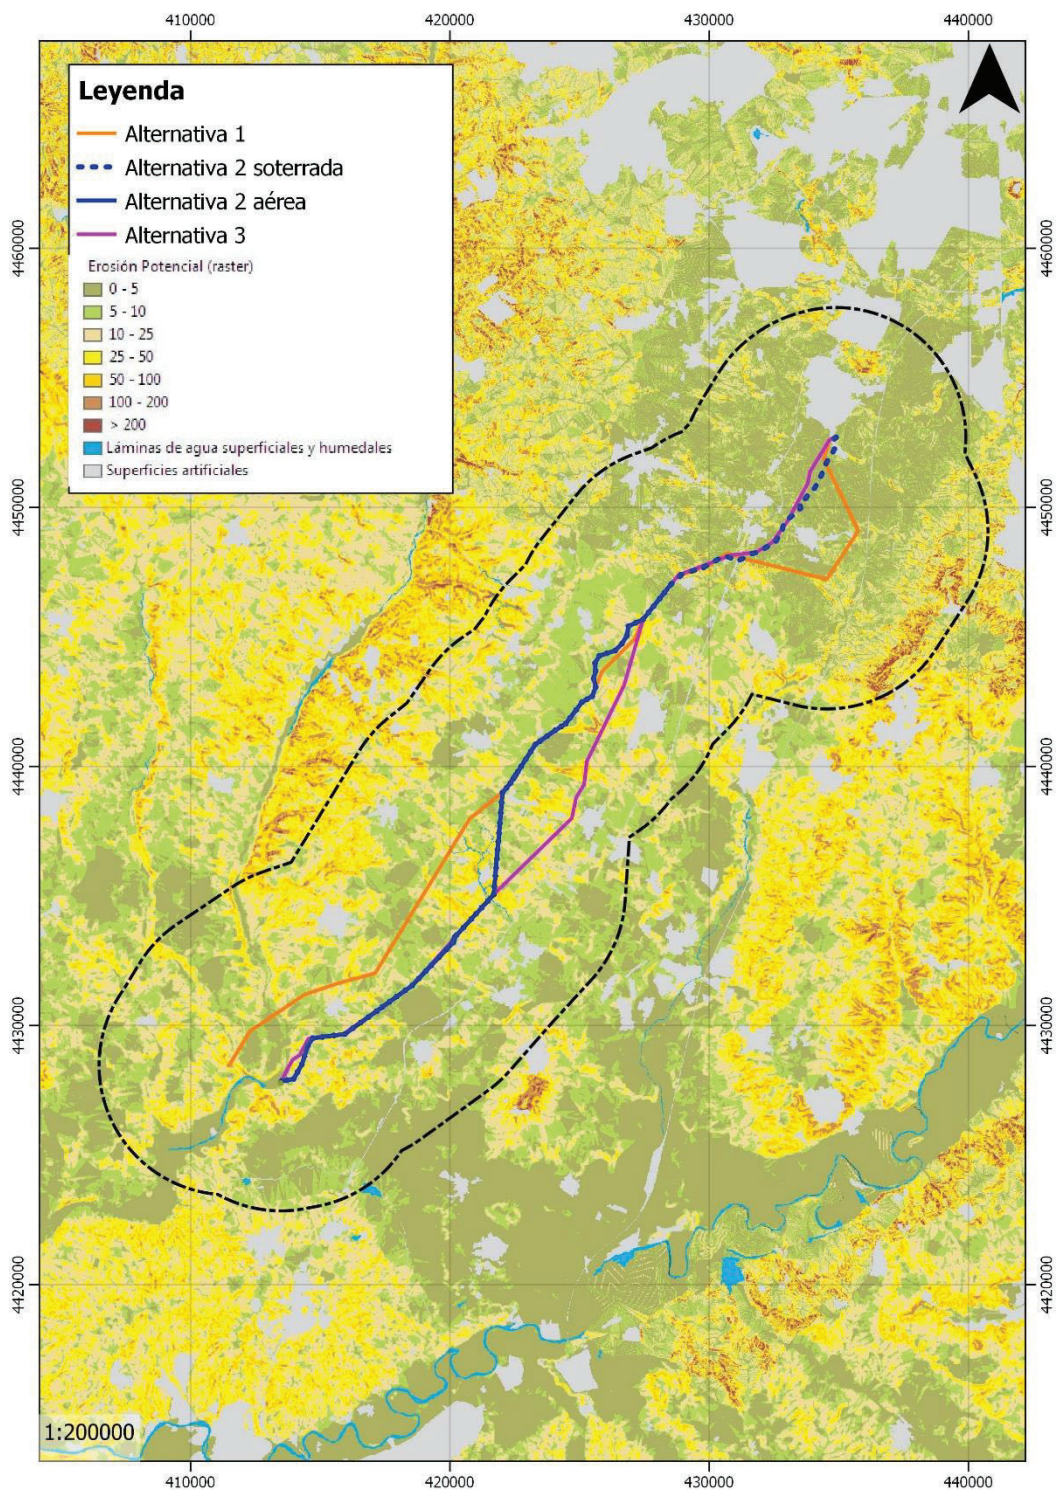 410000 420000 430000 440000
Leyenda
Alternativa 1
Alternativa 2 soterrada
Alternativa 2 aérea
Alternativa 3
Erosión Potencial (raster)
0 - 5
5 - 10
10 - 25
25 - 50
50 - 100
100 - 200
> 200
Láminas de agua superficiales y humedales
Superficies artificiales
4460000 4460000
4450000 4450000
4440000 4440000
4430000 4430000
4420000 4420000
1:200000
410000 420000 430000 440000